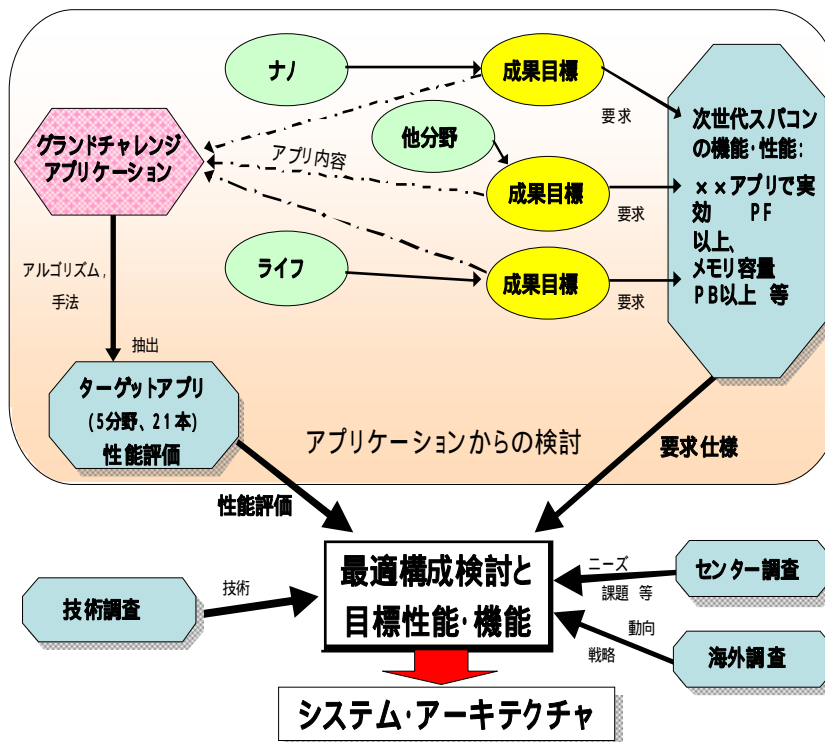 ナノ
成果目標
要求
次世代スパコン
の機能・性能:
××アプリで実
効 PF
以上、
メモリ容量
PB以上 等
グランドチャレンジ
アプリケーション
アプリ内容
他分野
成果目標
要求
ライフ
成果目標
要求
アルゴリズム,
手法
抽出
ターゲットアプリ
(5分野、21本)
性能評価
アプリケーションからの検討
要求仕様
性能評価
最適構成検討と
目標性能・機能
技術調査
技術
ニーズ
課題 等
センター調査
動向
戦略
海外調査
システム・アーキテクチャ